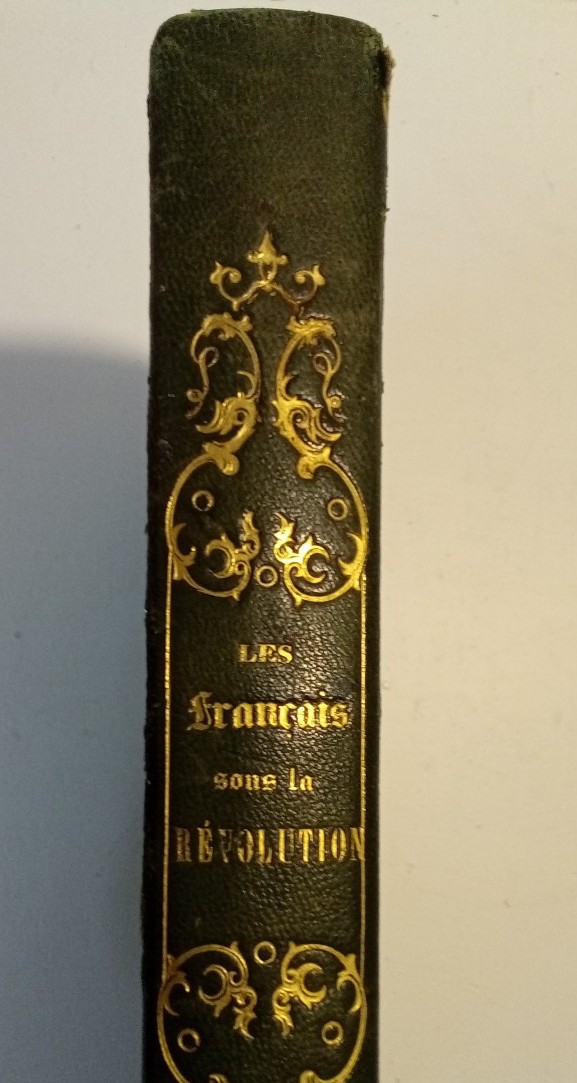 LES
Français
sous la
RÉVOLUTION